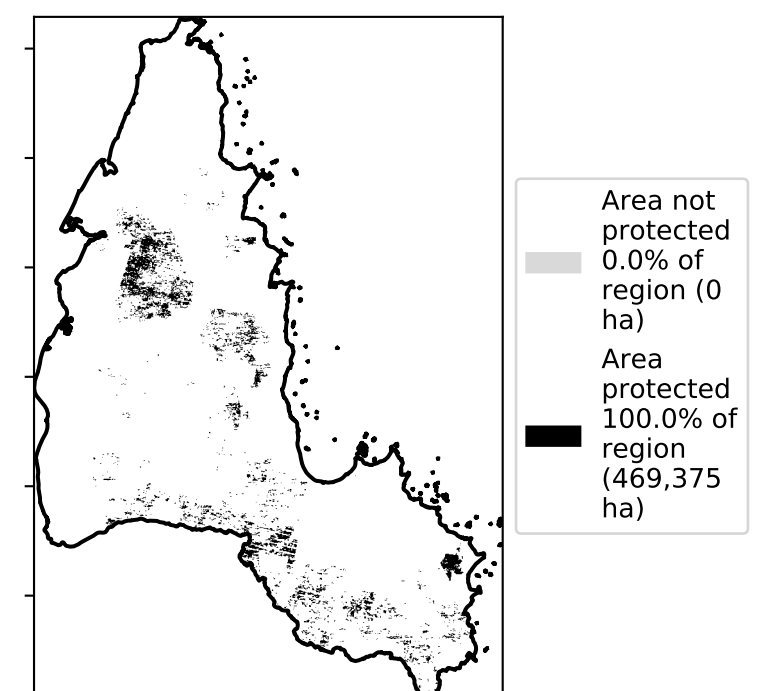 Area not
protected
0.0% of
region (0
ha)
Area
protected
100.0% of
region
(469,375
ha)